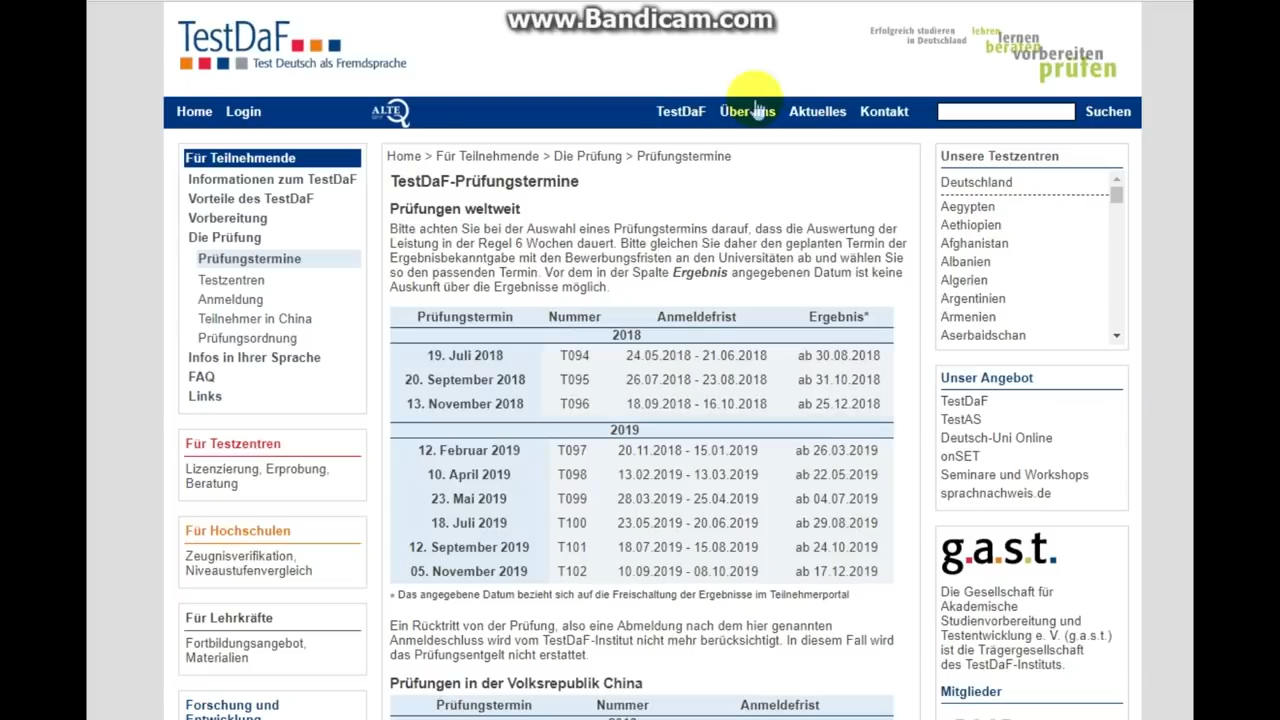 www.Bandicam.com
TestDaF
Test Deutsch als Fremdsprache
Erfolgreich studieren
in Deutschland
lehren
lernen
beraten
vorbereiten
prüfen
Home Login
ALTE
TestDaF Über uns Aktuelles Kontakt Suchen
Für Teilnehmende
Informationen zum TestDaF
Vorteile des TestDaF
Vorbereitung
Die Prüfung
Prüfungstermine
Testzentren
Anmeldung
Teilnehmer in China
Prüfungsordnung
Infos in Ihrer Sprache
FAQ
Links
Für Testzentren
Lizenzierung, Erprobung,
Beratung
Für Hochschulen
Zeugnisverifikation,
Niveaustufenvergleich
Für Lehrkräfte
Fortbildungsangebot,
Materialien
Forschung und
Entwicklung
Home > Für Teilnehmende > Die Prüfung > Prüfungstermine
TestDaF-Prüfungstermine
Prüfungen weltweit
Bitte achten Sie bei der Auswahl eines Prüfungstermins darauf, dass die Auswertung der
Leistung in der Regel 6 Wochen dauert. Bitte gleichen Sie daher den geplanten Termin der
Ergebnisbekanntgabe mit den Bewerbungsfristen an den Universitäten ab und wählen Sie
so den passenden Termin. Vor dem in der Spalte Ergebnis angegebenen Datum ist keine
Auskunft über die Ergebnisse möglich.
Prüfungstermin Nummer Anmeldefrist Ergebnis*
2018
19. Juli 2018 T094 24.05.2018 - 21.06.2018 ab 30.08.2018
20. September 2018 T095 26.07.2018 - 23.08.2018 ab 31.10.2018
13. November 2018 T096 18.09.2018 - 16.10.2018 ab 25.12.2018
2019
12. Februar 2019 T097 20.11.2018 - 15.01.2019 ab 26.03.2019
10. April 2019 T098 13.02.2019 - 13.03.2019 ab 22.05.2019
23. Mai 2019 T099 28.03.2019 - 25.04.2019 ab 04.07.2019
18. Juli 2019 T100 23.05.2019 - 20.06.2019 ab 29.08.2019
12. September 2019 T101 18.07.2019 - 15.08.2019 ab 24.10.2019
05. November 2019 T102 10.09.2019 - 08.10.2019 ab 17.12.2019
* Das angegebene Datum bezieht sich auf die Freischaltung der Ergebnisse im Teilnehmerportal
Ein Rücktritt von der Prüfung, also eine Abmeldung nach dem hier genannten
Anmeldeschluss wird vom TestDaF-Institut nicht mehr berücksichtigt. In diesem Fall wird
das Prüfungsentgelt nicht erstattet.
Prüfungen in der Volksrepublik China
Prüfungstermin Nummer Anmeldefrist
Unsere Testzentren
Deutschland
Aegypten
Aethiopien
Afghanistan
Albanien
Algerien
Argentinien
Armenien
Aserbaidschan
Unser Angebot
TestDaF
TestAS
Deutsch-Uni Online
onSET
Seminare und Workshops
sprachnachweis.de
g.a.s.t.
Die Gesellschaft für
Akademische
Studienvorbereitung und
Testentwicklung e. V. (g.a.s.t.)
ist die Trägergesellschaft
des TestDaF-Instituts.
Mitglieder